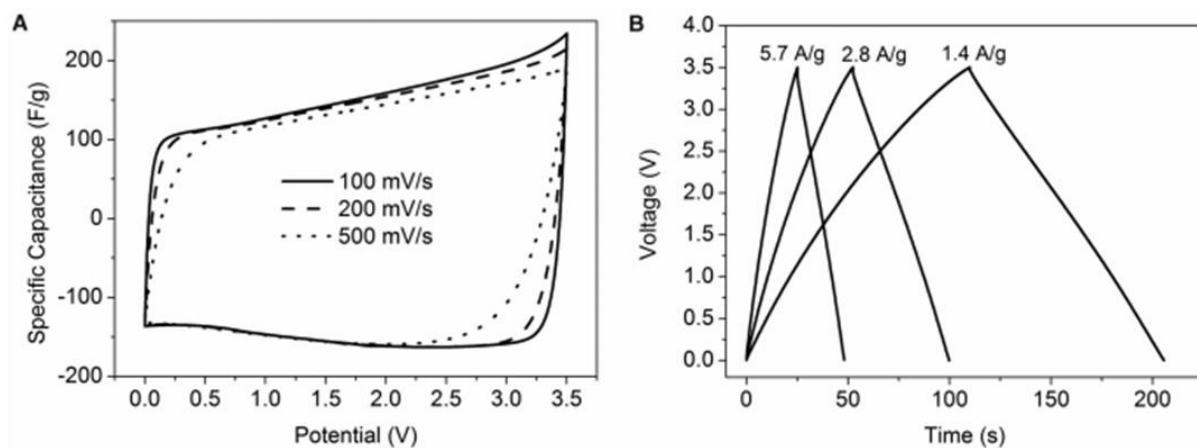 A
Specific Capacitance (F/g)
200
100
0
-100
-200
100 mV/s
200 mV/s
500 mV/s
0.0 0.5 1.0 1.5 2.0 2.5 3.0 3.5
Potential (V)
B
Voltage (V)
4.0
3.5
3.0
2.5
2.0
1.5
1.0
0.5
0.0
5.7 A/g 2.8 A/g 1.4 A/g
0 50 100 150 200
Time (s)